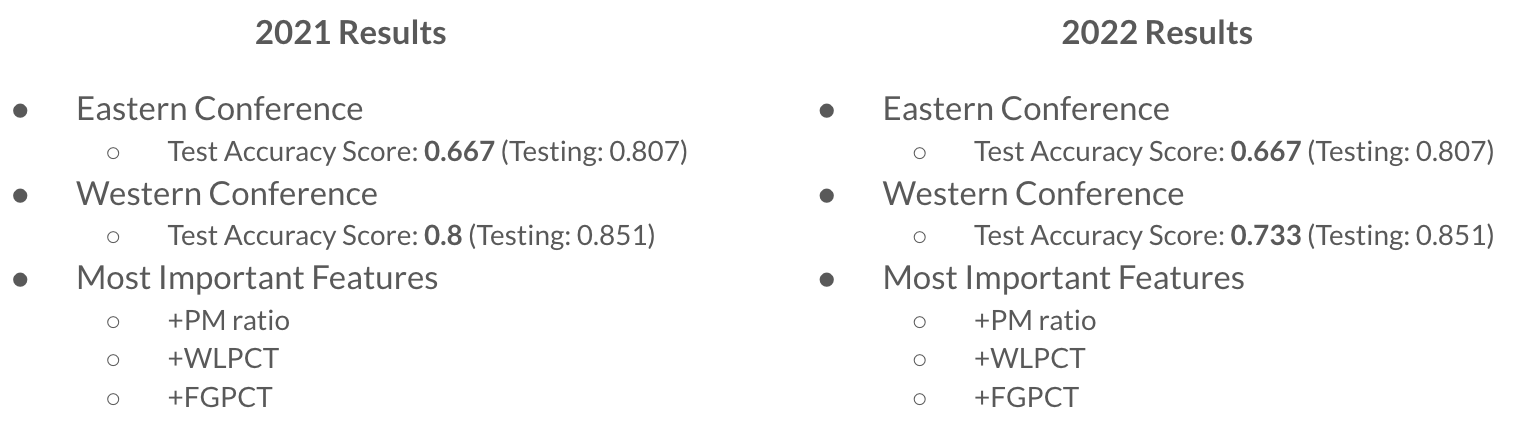 2021 Results
● Eastern Conference
○ Test Accuracy Score: 0.667 (Testing: 0.807)
● Western Conference
○ Test Accuracy Score: 0.8 (Testing: 0.851)
● Most Important Features
○ +PM ratio
○ +WLPCT
○ +FGPCT
2022 Results
● Eastern Conference
○ Test Accuracy Score: 0.667 (Testing: 0.807)
● Western Conference
○ Test Accuracy Score: 0.733 (Testing: 0.851)
● Most Important Features
○ +PM ratio
○ +WLPCT
○ +FGPCT